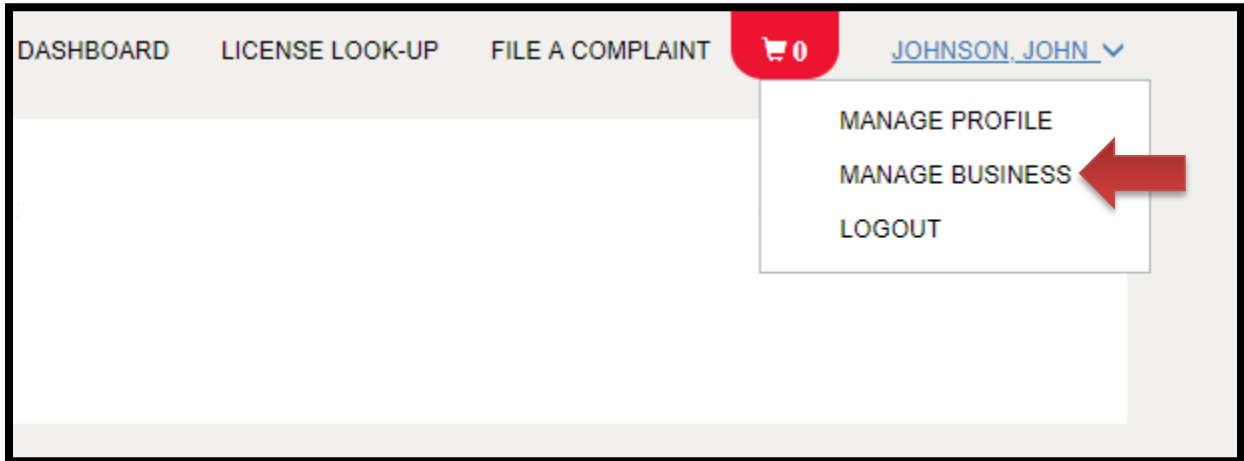 DASHBOARD LICENSE LOOK-UP FILE A COMPLAINT 0 JOHNSON, JOHN
MANAGE PROFILE
MANAGE BUSINESS
LOGOUT